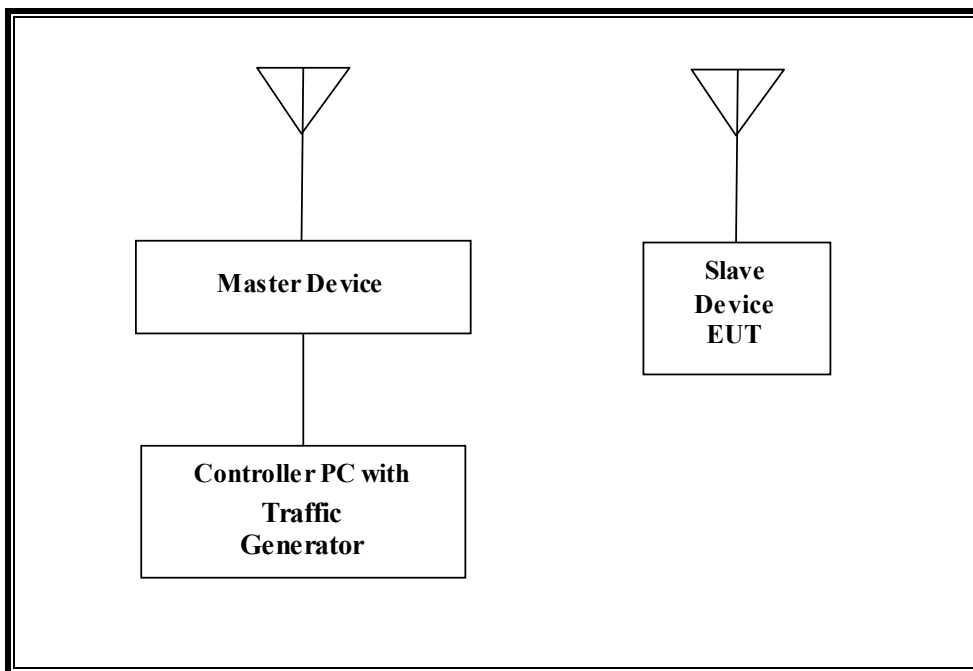 Master Device
Slave
Device
EUT
Controller PC with
Traffic
Generator